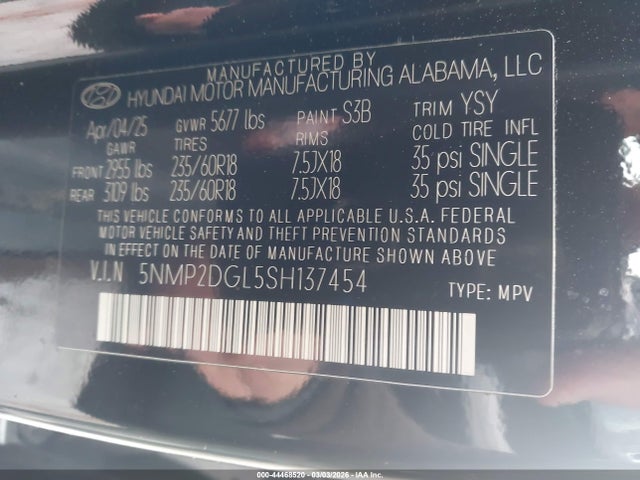 MANUFACTURED BY
HYUNDAI MOTOR MANUFACTURING ALABAMA, LLC
Apr/04/25 GVWR 5677 lbs PAINT S3B TRIM YSY
GAWR TIRES RIMS COLD TIRE INFL
FRONT 2955 lbs 235/60R18 7.5JX18 35 psi SINGLE
REAR 3109 lbs 235/60R18 7.5JX18 35 psi SINGLE
THIS VEHICLE CONFORMS TO ALL APPLICABLE U.S.A. FEDERAL
MOTOR VEHICLE SAFETY AND THEFT PREVENTION STANDARDS
IN EFFECT ON THE DATE OF MANUFACTURE SHOWN ABOVE
V.I.N 5NMP2DGL5SH137454 TYPE: MPV
000-44468520 - 03/03/2026 - IAA Inc.